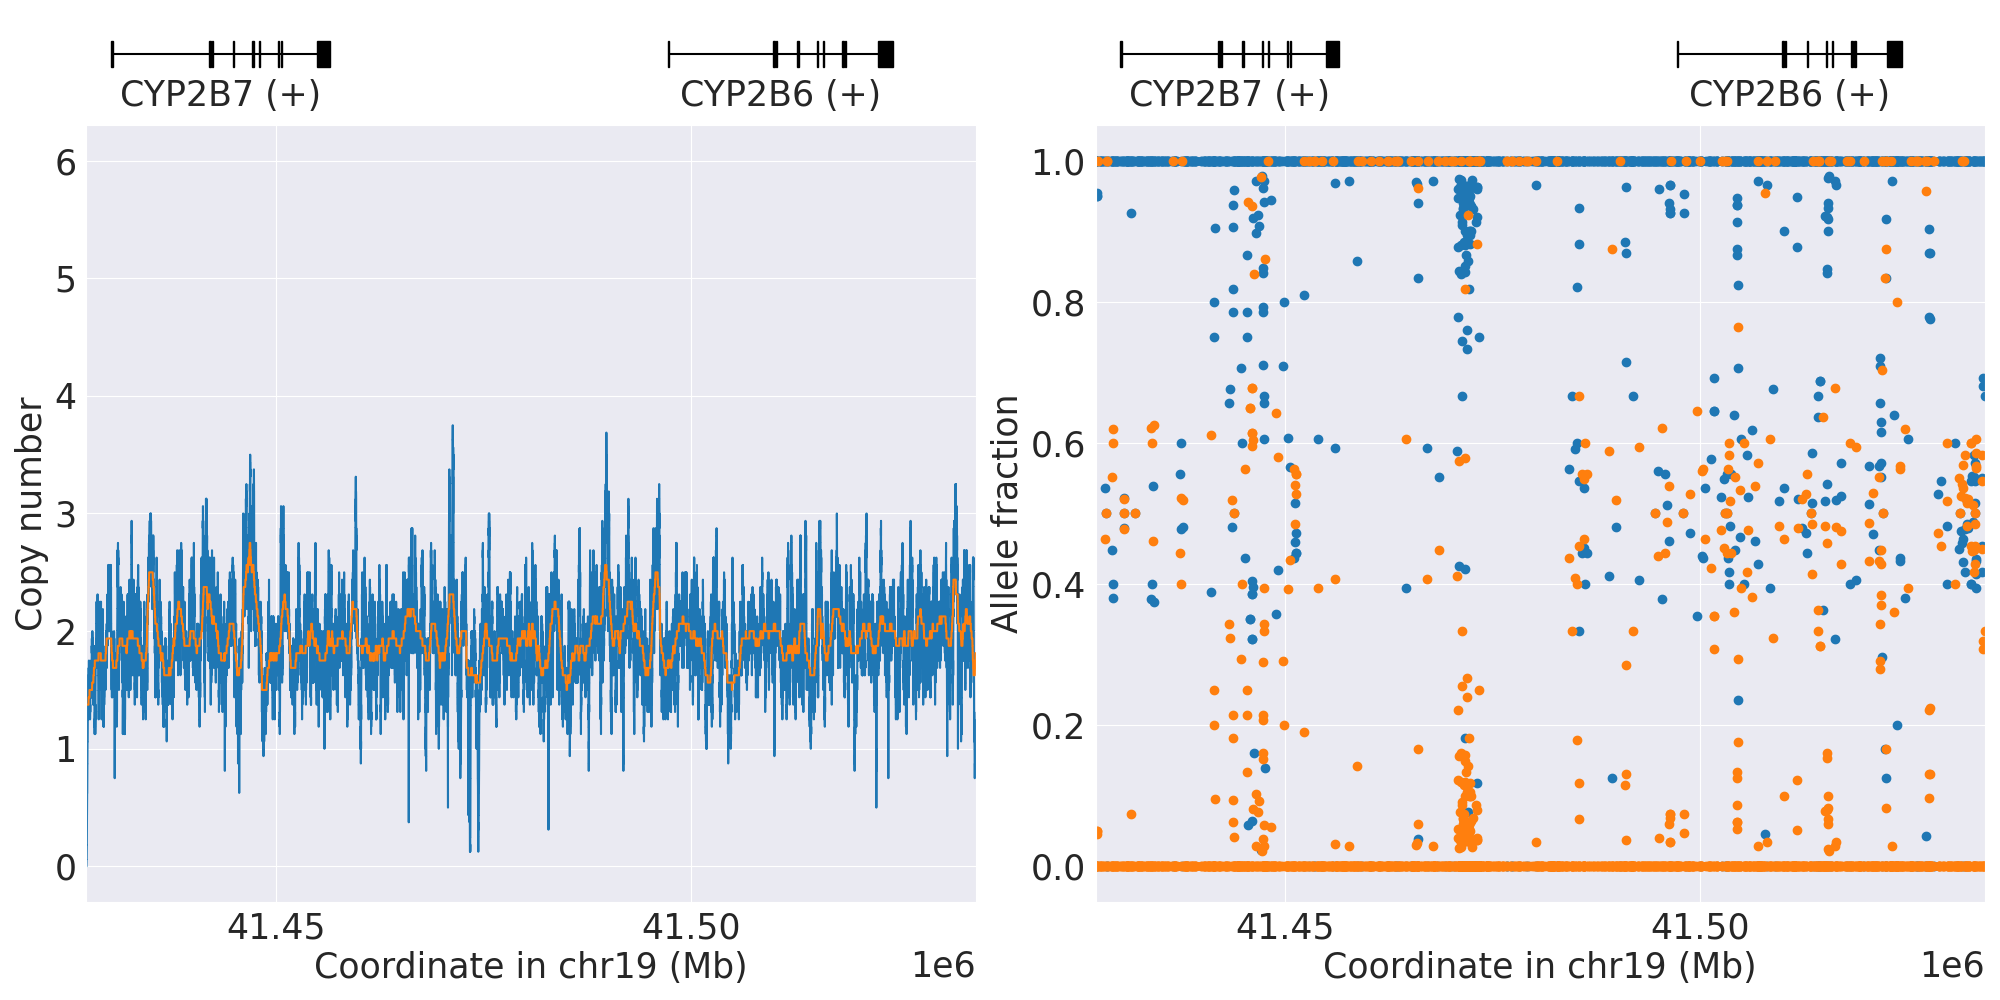 CYP2B7 (+) CYP2B6 (+)
CYP2B7 (+) CYP2B6 (+)
Copy number
6
5
4
3
2
1
0
41.45 41.50
Coordinate in chr19 (Mb) 1e6
Allele fraction
1.0
0.8
0.6
0.4
0.2
0.0
41.45 41.50
Coordinate in chr19 (Mb) 1e6